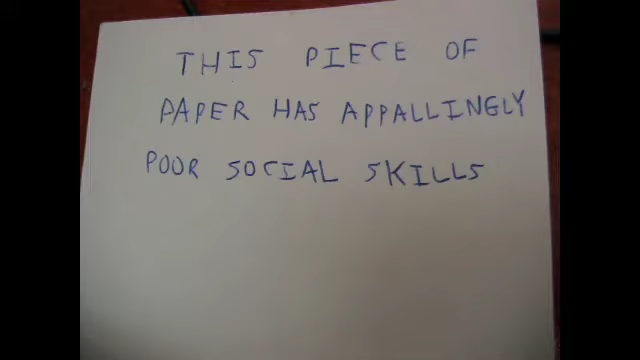 THIS PIECE OF
PAPER HAS APPALLINGLY
POOR SOCIAL SKILLS